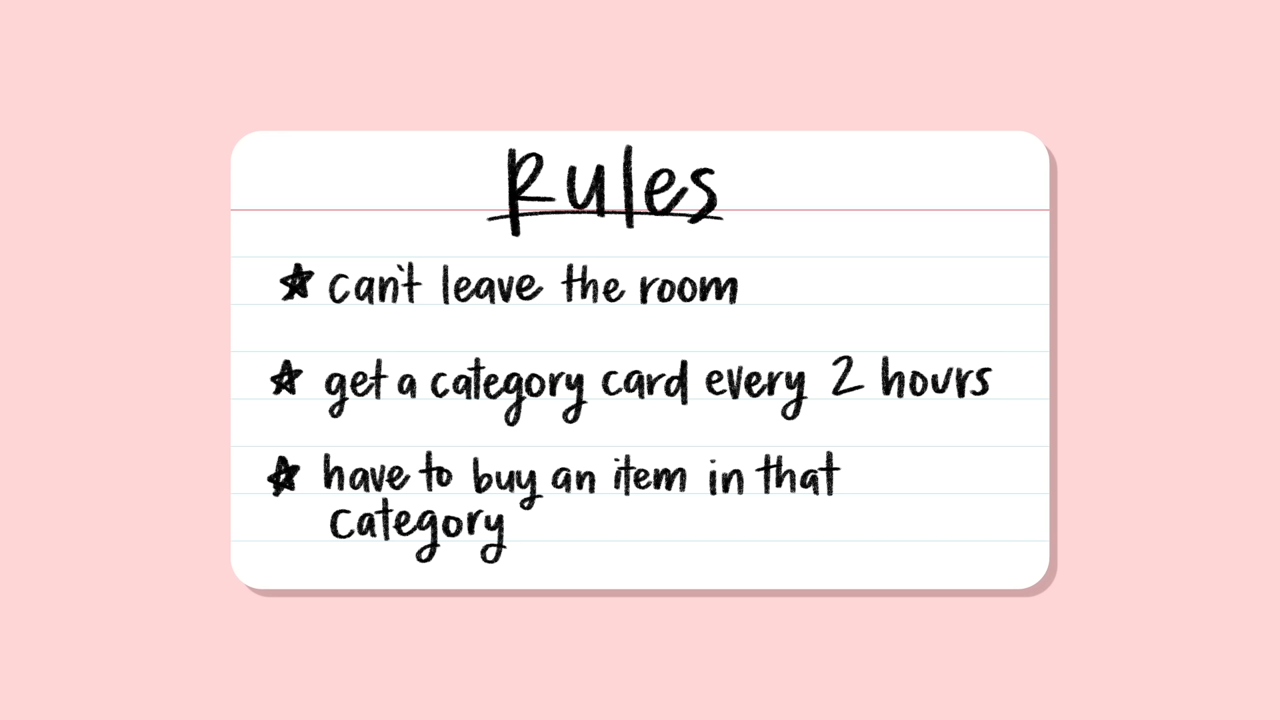 Rules
can't leave the room
get a category card every 2 hours
have to buy an item in that
category